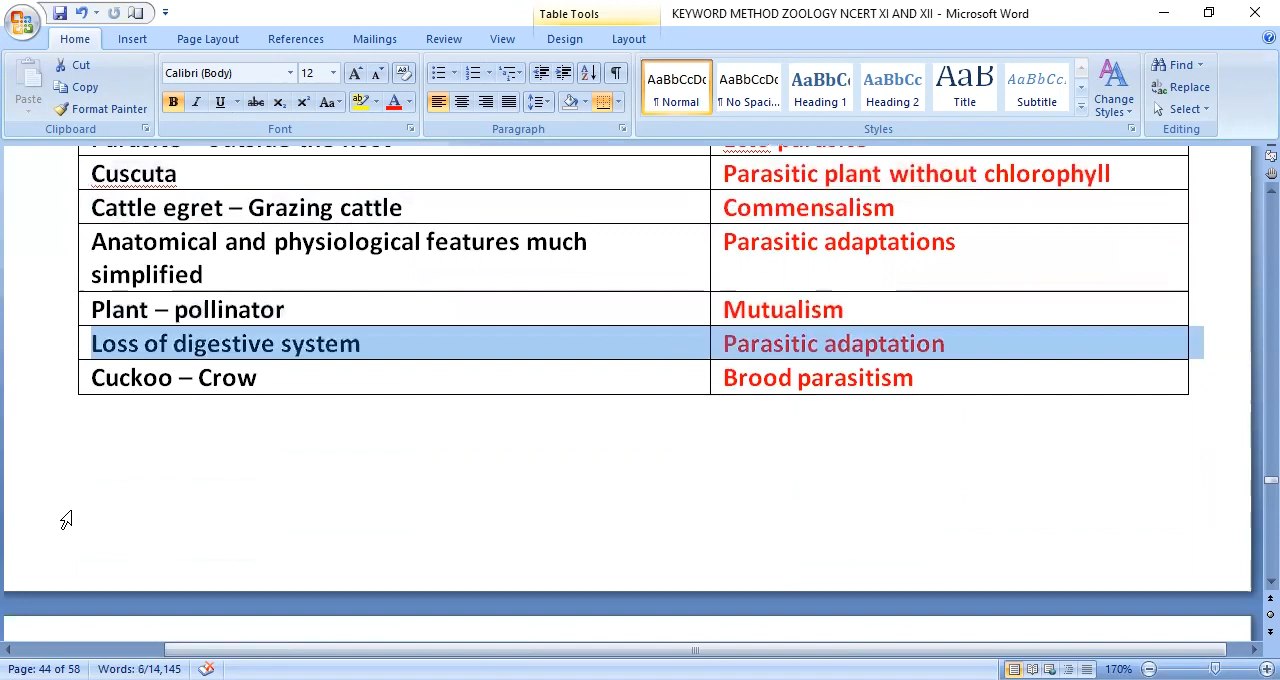 Table Tools
KEYWORD METHOD ZOOLOGY NCERT XI AND XII - Microsoft Word
Home Insert Page Layout References Mailings Review View Design Layout
Paste
Cut
Copy
Format Painter
Clipboard
Calibri (Body) 12
B I U abc X₂ X² Aa
Font
Paragraph
AaBbCcDc AaBbCcDc AaBbC AaBbCc AaB AaBbCc
¶ Normal ¶ No Spaci... Heading 1 Heading 2 Title Subtitle
Change Styles
Styles
Find
Replace
Select
Editing
Cuscuta Parasitic plant without chlorophyll
Cattle egret – Grazing cattle Commensalism
Anatomical and physiological features much Parasitic adaptations
simplified
Plant – pollinator Mutualism
Loss of digestive system Parasitic adaptation
Cuckoo – Crow Brood parasitism
Page: 44 of 58 Words: 6/14,145 170%